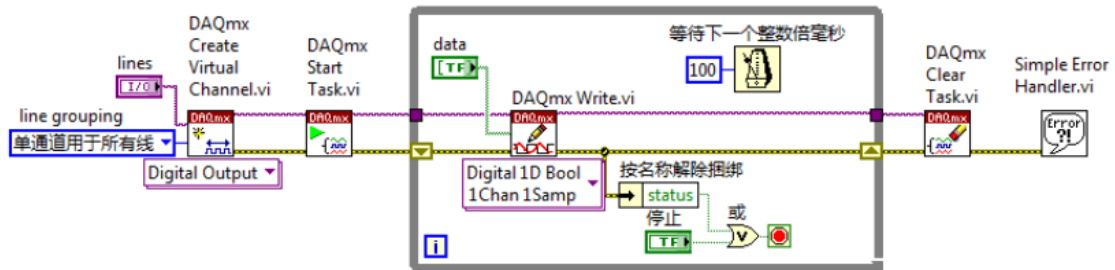 lines
I/O
line grouping
单通道用于所有线
DAQmx
Create
Virtual
Channel.vi
DAQmx
Digital Output
DAQmx
Start
Task.vi
DAQmx
data
TF
DAQmx Write.vi
DAQmx
Digital 1D Bool
1Chan 1Samp
等待下一个整数倍毫秒
100
按名称解除捆绑
status
停止
TF
或
V
i
DAQmx
Clear
Task.vi
DAQmx
Simple Error
Handler.vi
Error
?!